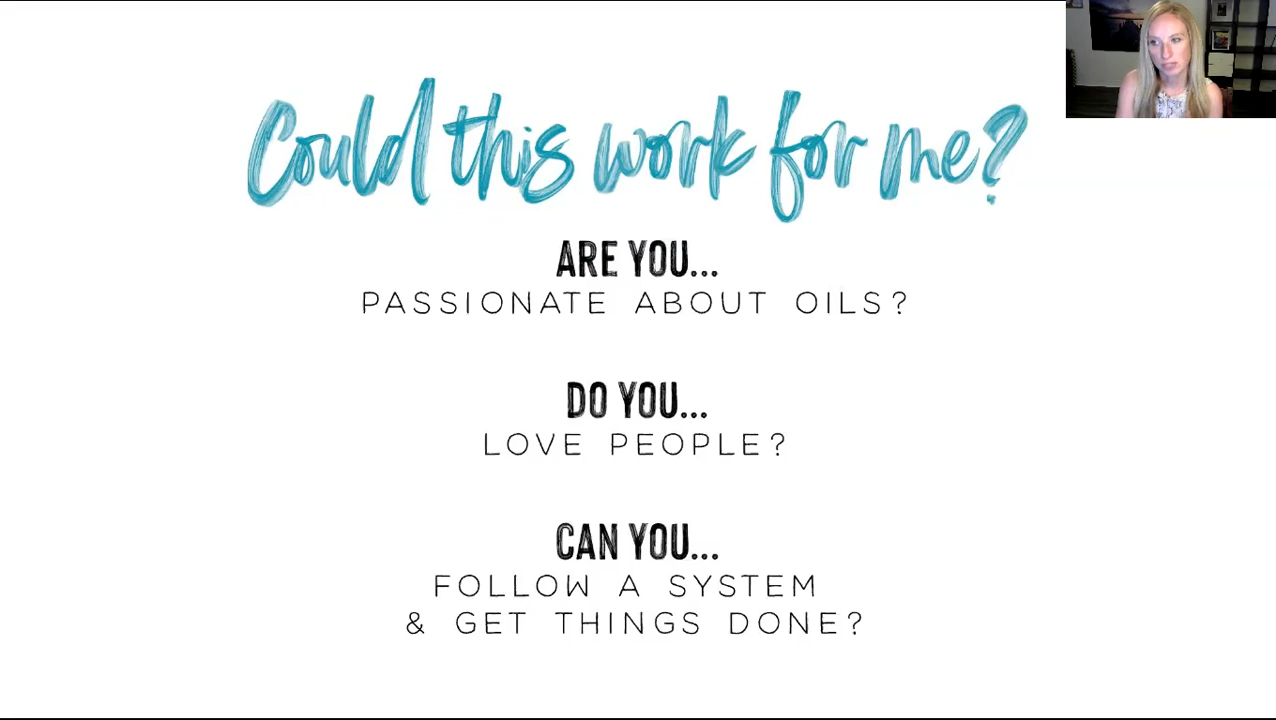 Could this work for me?
ARE YOU...
PASSIONATE ABOUT OILS?
DO YOU...
LOVE PEOPLE?
CAN YOU...
FOLLOW A SYSTEM
& GET THINGS DONE?